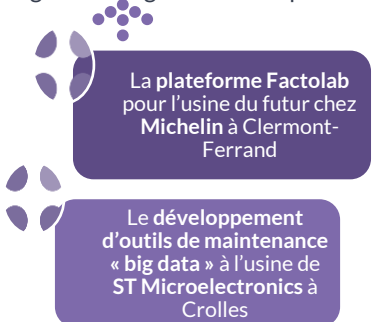 La plateforme Factolab
pour l'usine du futur chez
Michelin à Clermont-
Ferrand
Le développement
d'outils de maintenance
« big data » à l'usine de
ST Microelectronics à
Crolles